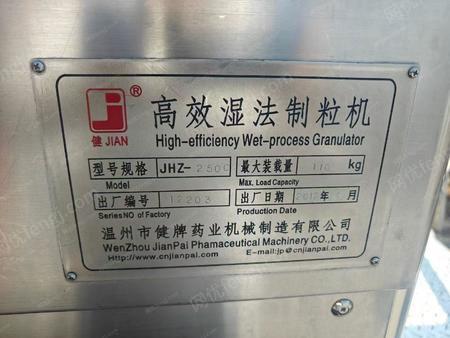 健 JIAN
®
高效湿法制粒机
High-efficiency Wet-process Granulator
型号规格 JHZ-250 最大装载量 110 kg
Model Max. Load Capacity
出厂编号 12203 出厂日期 年 月
Series NO of Factory Production Date
温州市健牌药业机械制造有限公司
WenZhou JianPai Phamaceutical Machinery CO.,LTD.
Http://www.cnjianpai.com E-mail:jp@cnjianpai.com